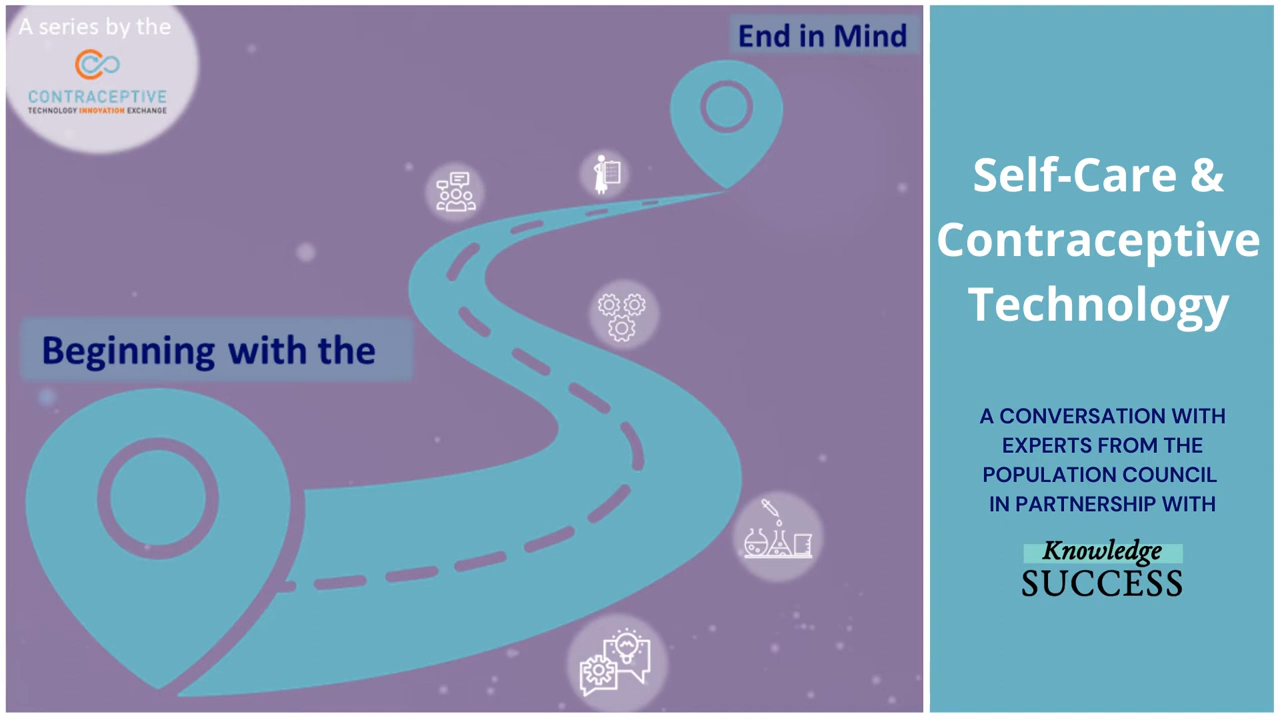 A series by the
CONTRACEPTIVE
TECHNOLOGY INNOVATION EXCHANGE
Beginning with the
End in Mind
Self-Care &
Contraceptive
Technology
A CONVERSATION WITH
EXPERTS FROM THE
POPULATION COUNCIL
IN PARTNERSHIP WITH
Knowledge
SUCCESS